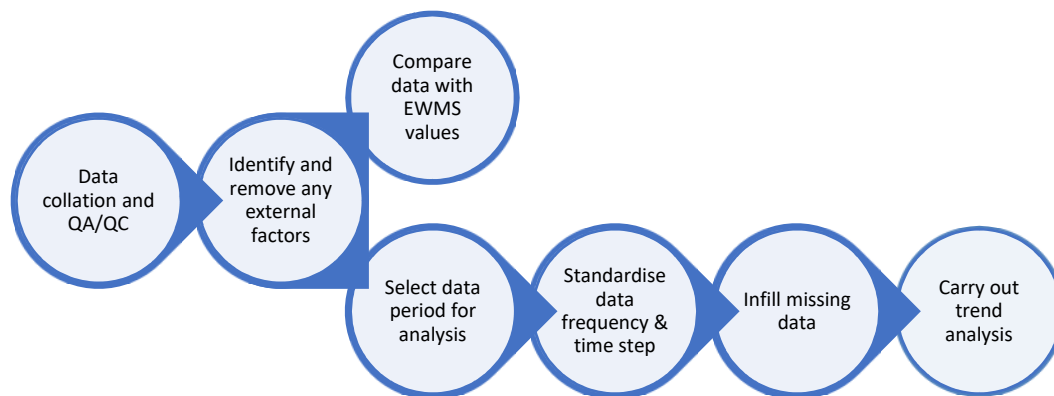 Data
collation and
QA/QC
Identify and
remove any
external
factors
Compare
data with
EWMS
values
Select data
period for
analysis
Standardise
data
frequency &
time step
Infill missing
data
Carry out
trend
analysis